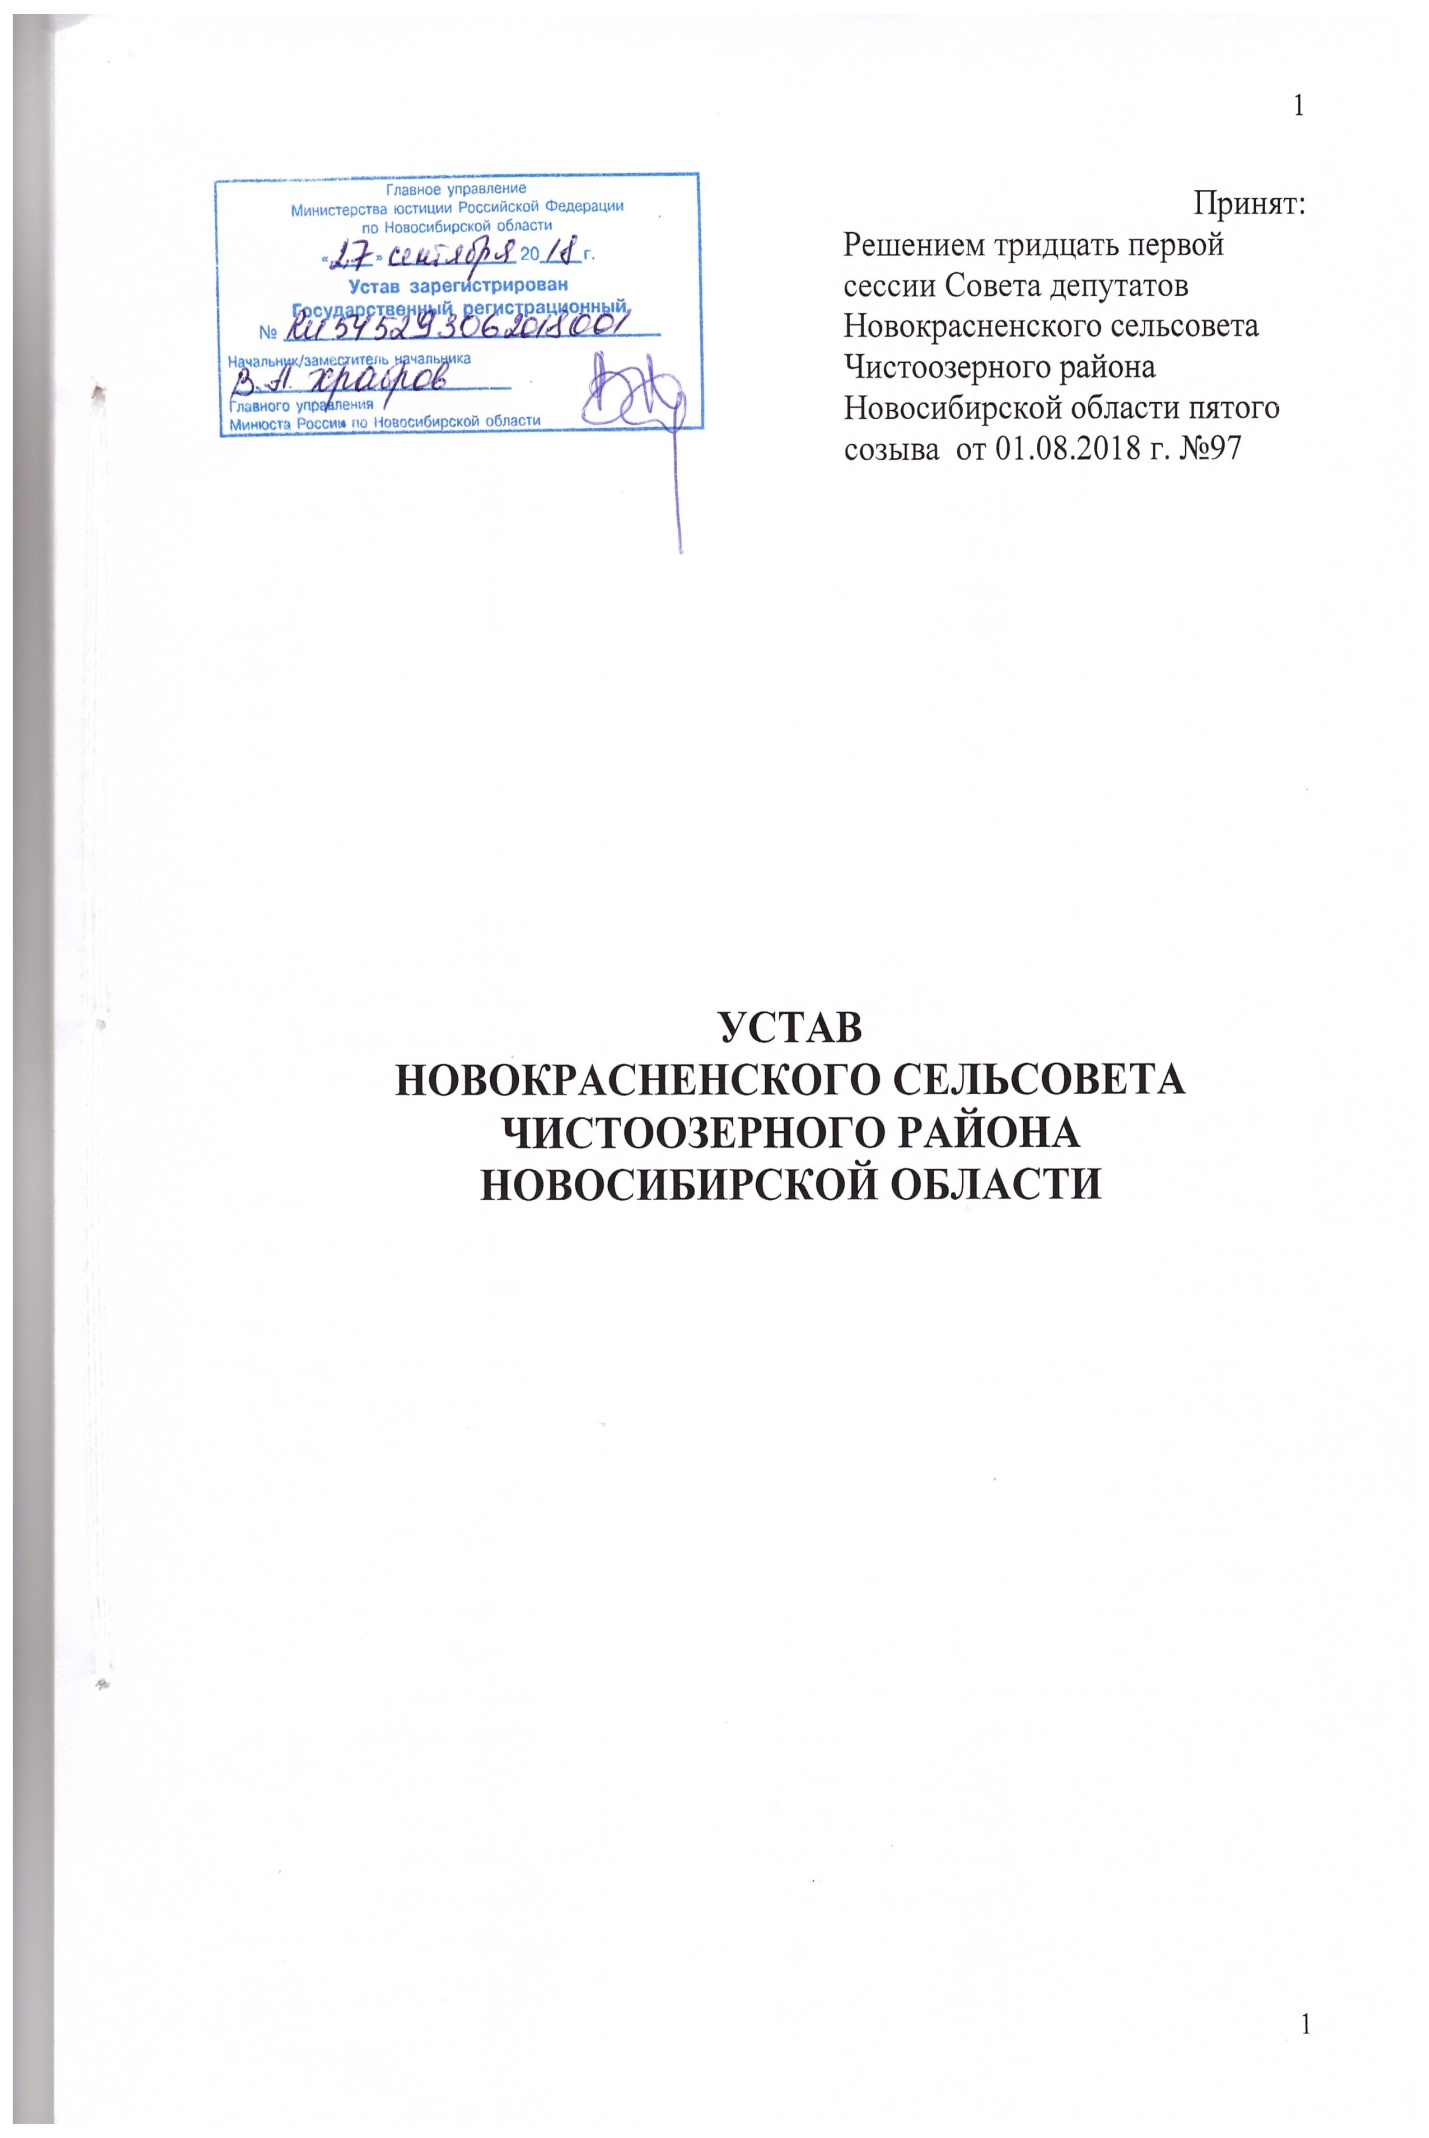 1
Главное управление
Министерства юстиции Российской Федерации
по Новосибирской области
«27» сентября 2018 г.
Устав зарегистрирован
Государственный регистрационный
№ RU545293062018001
Начальник/заместитель начальника
В.А.
Главного управления
Минюста России по Новосибирской области
Принят:
Решением тридцать первой
сессии Совета депутатов
Новокрасненского сельсовета
Чистоозерного района
Новосибирской области пятого
созыва от 01.08.2018 г. №97
УСТАВ
НОВОКРАСНЕНСКОГО СЕЛЬСОВЕТА
ЧИСТООЗЕРНОГО РАЙОНА
НОВОСИБИРСКОЙ ОБЛАСТИ
1